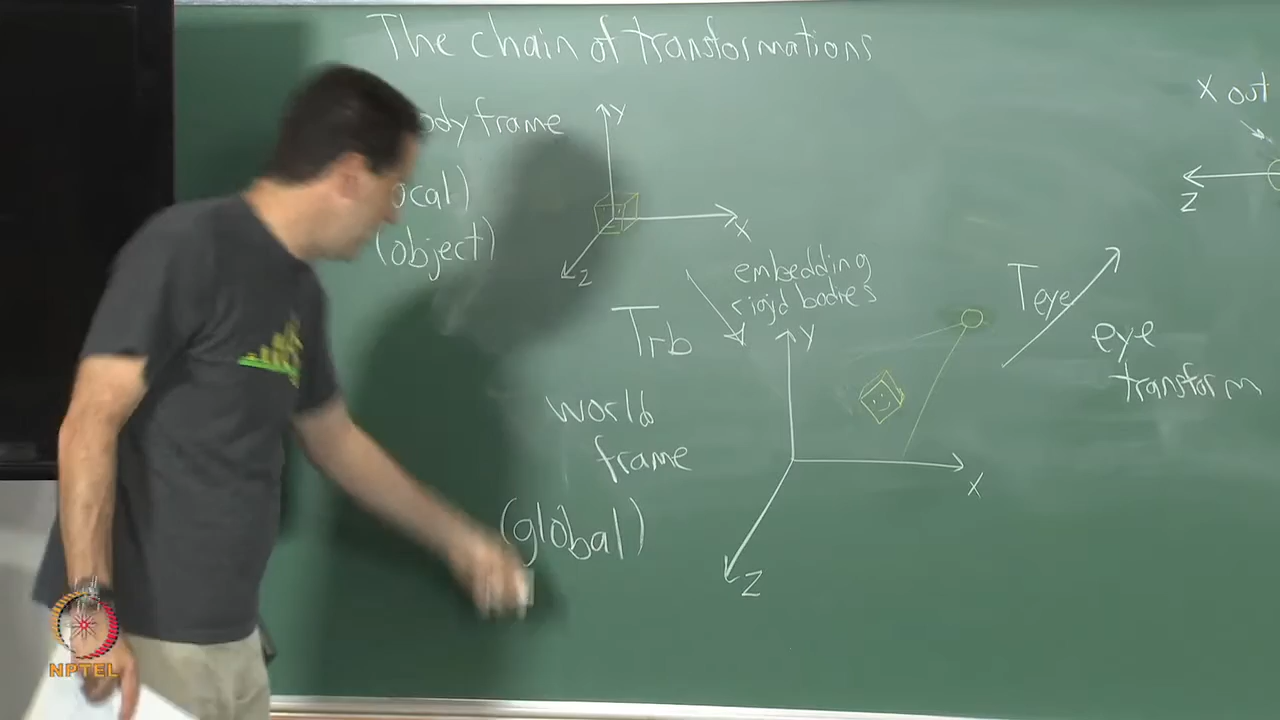 The chain of transformations
ody frame
ocal)
(object)
Y
X
Z
embedding
rigid bodies
Trb
world
frame
(global)
Y
X
Z
Teye
eye
transform
X out
Z
NPTEL